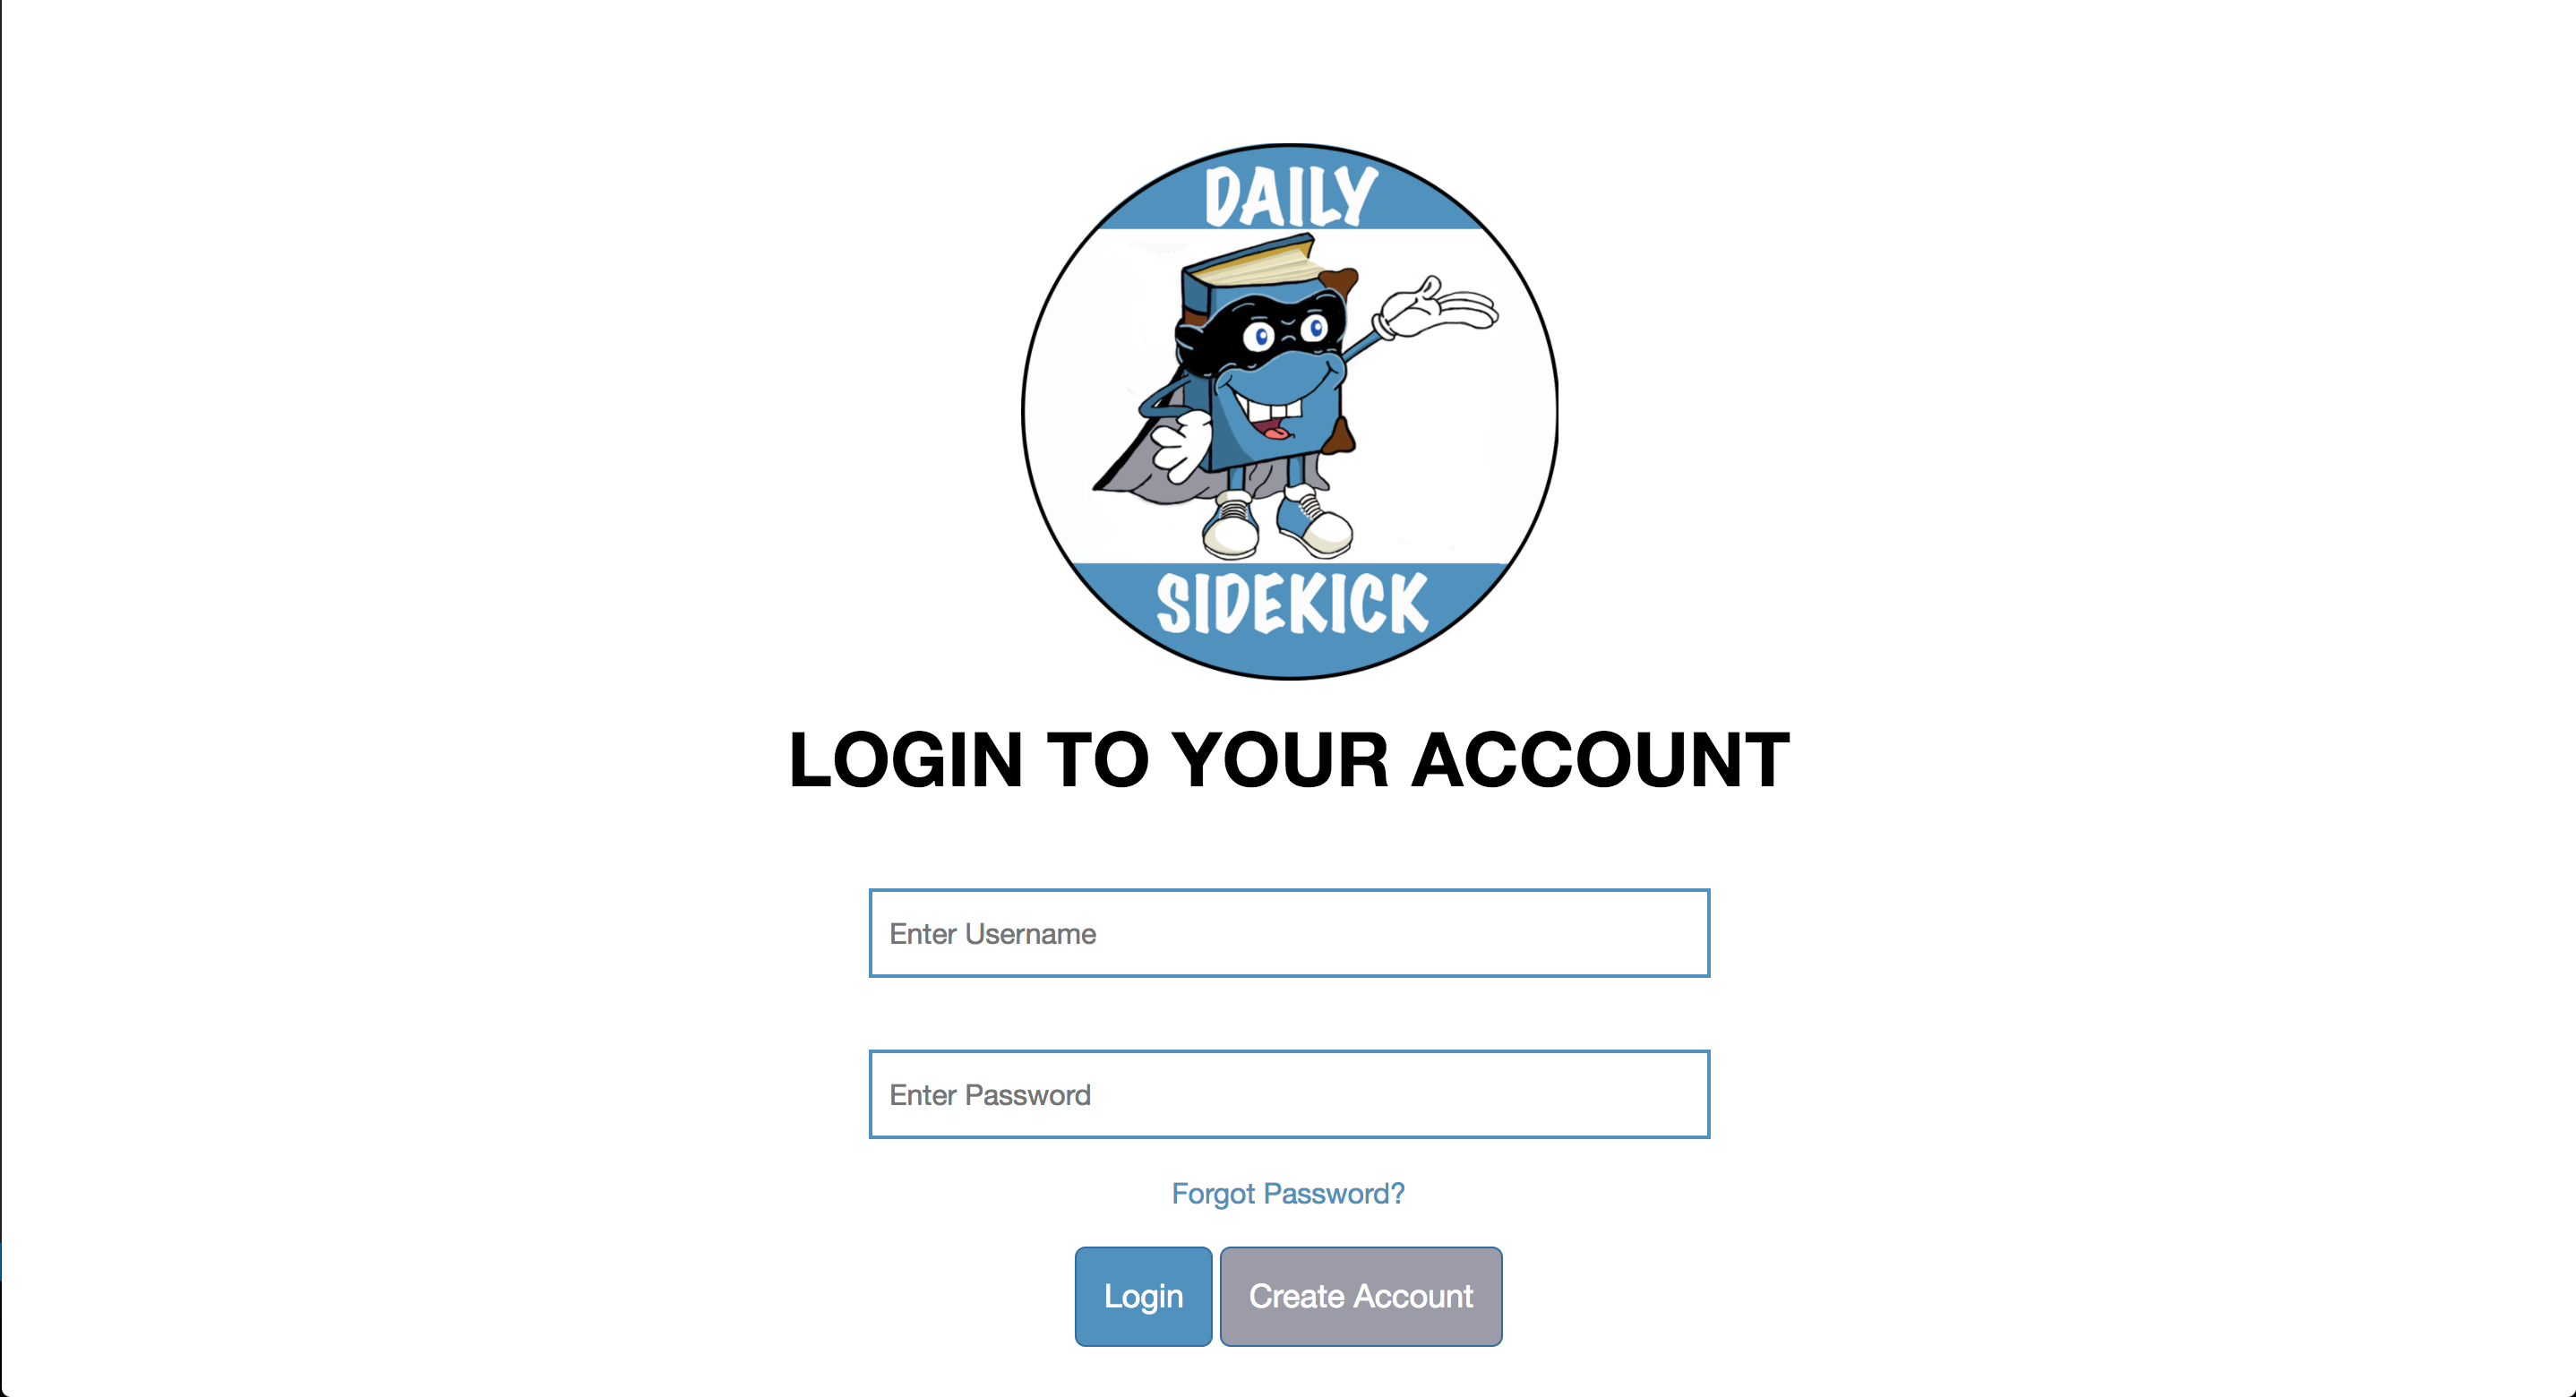 DAILY
SIDEKICK
LOGIN TO YOUR ACCOUNT
Enter Username
Enter Password
Forgot Password?
Login Create Account